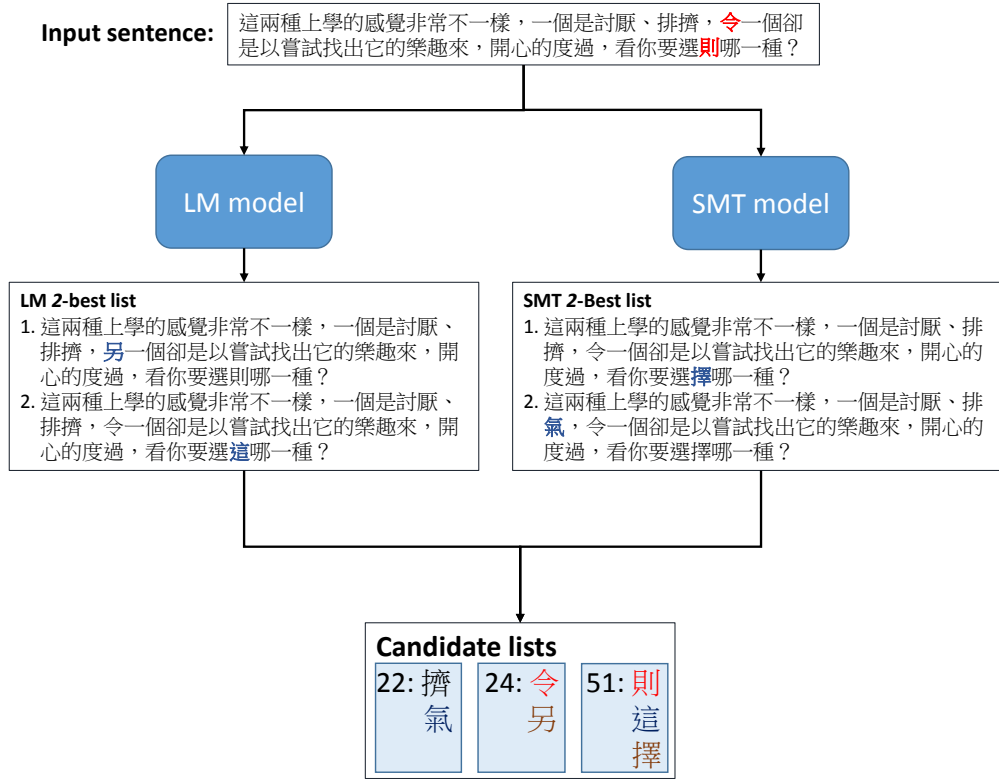 Input sentence:
這兩種上學的感覺非常不一樣，一個是討厭、排擠，令一個卻
是以嘗試找出它的樂趣來，開心的度過，看你要選則哪一種？
LM model
SMT model
LM 2-best list
1. 這兩種上學的感覺非常不一樣，一個是討厭、
排擠，另一個卻是以嘗試找出它的樂趣來，開
心的度過，看你要選則哪一種？
2. 這兩種上學的感覺非常不一樣，一個是討厭、
排擠，令一個卻是以嘗試找出它的樂趣來，開
心的度過，看你要選這哪一種？
SMT 2-Best list
1. 這兩種上學的感覺非常不一樣，一個是討厭、排
擠，令一個卻是以嘗試找出它的樂趣來，開心的
度過，看你要選擇哪一種？
2. 這兩種上學的感覺非常不一樣，一個是討厭、排
氣，令一個卻是以嘗試找出它的樂趣來，開心的
度過，看你要選擇哪一種？
Candidate lists
22: 擠
氣
24: 令
另
51: 則
這
擇